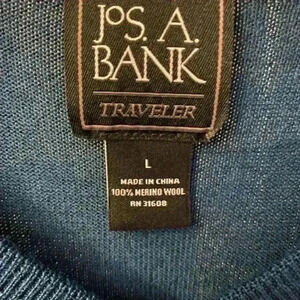 JOS. A.
BANK
TRAVELER
L
MADE IN CHINA
100% MERINO WOOL
RN 31608